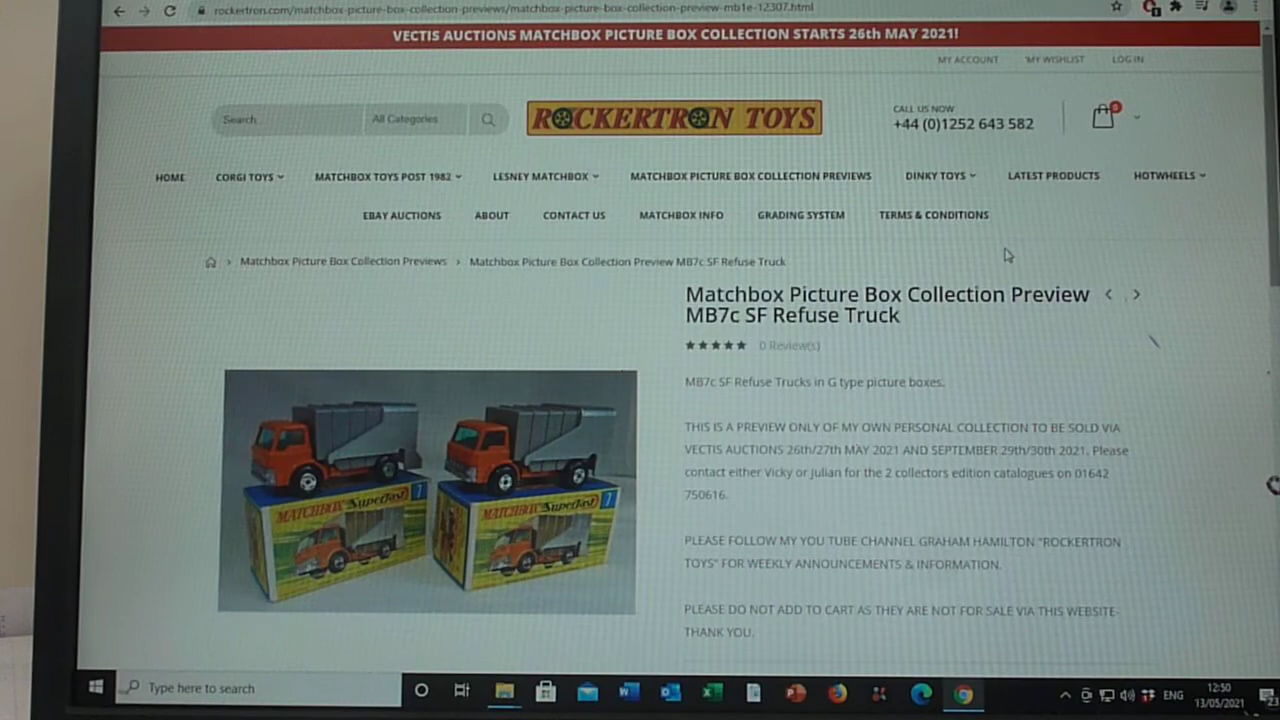 rockertron.com/matchbox-picture-box-collection-previews/matchbox-picture-box-collection-preview-mb1e-12307.html
VECTIS AUCTIONS MATCHBOX PICTURE BOX COLLECTION STARTS 26th MAY 2021!
MY ACCOUNT MY WISHLIST LOG IN
Search... All Categories
ROCKERTRON TOYS
CALL US NOW
+44 (0)1252 643 582
0
HOME CORGI TOYS MATCHBOX TOYS POST 1982 LESNEY MATCHBOX MATCHBOX PICTURE BOX COLLECTION PREVIEWS DINKY TOYS LATEST PRODUCTS HOTWHEELS
EBAY AUCTIONS ABOUT CONTACT US MATCHBOX INFO GRADING SYSTEM TERMS & CONDITIONS
Matchbox Picture Box Collection Previews > Matchbox Picture Box Collection Preview MB7c SF Refuse Truck
Matchbox Picture Box Collection Preview
MB7c SF Refuse Truck
0 Review(s)
MB7c SF Refuse Trucks in G type picture boxes.
THIS IS A PREVIEW ONLY OF MY OWN PERSONAL COLLECTION TO BE SOLD VIA
VECTIS AUCTIONS 26th/27th MAY 2021 AND SEPTEMBER 29th/30th 2021. Please
contact either Vicky or Julian for the 2 collectors edition catalogues on 01642
750616.
PLEASE FOLLOW MY YOU TUBE CHANNEL GRAHAM HAMILTON "ROCKERTRON
TOYS" FOR WEEKLY ANNOUNCEMENTS & INFORMATION.
PLEASE DO NOT ADD TO CART AS THEY ARE NOT FOR SALE VIA THIS WEBSITE-
THANK YOU.
MATCHBOX Superfast 7
MATCHBOX Superfast 7
Type here to search
ENG
12:50
13/05/2021